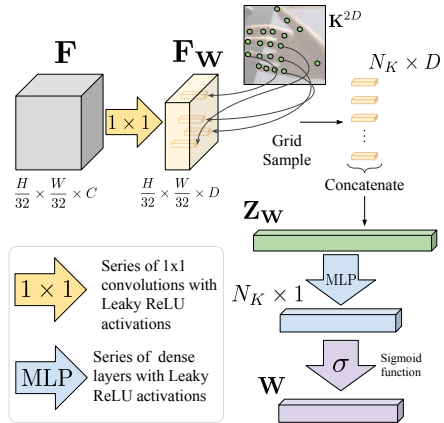 F
F_W
K^{2D}
N_K × D
1 × 1
H/32 × W/32 × C
H/32 × W/32 × D
Grid
Sample
⋮
Concatenate
Z_W
MLP
N_K × 1
σ
Sigmoid
function
W
1 × 1
Series of 1x1
convolutions with
Leaky ReLU
activations
MLP
Series of dense
layers with Leaky
ReLU activations